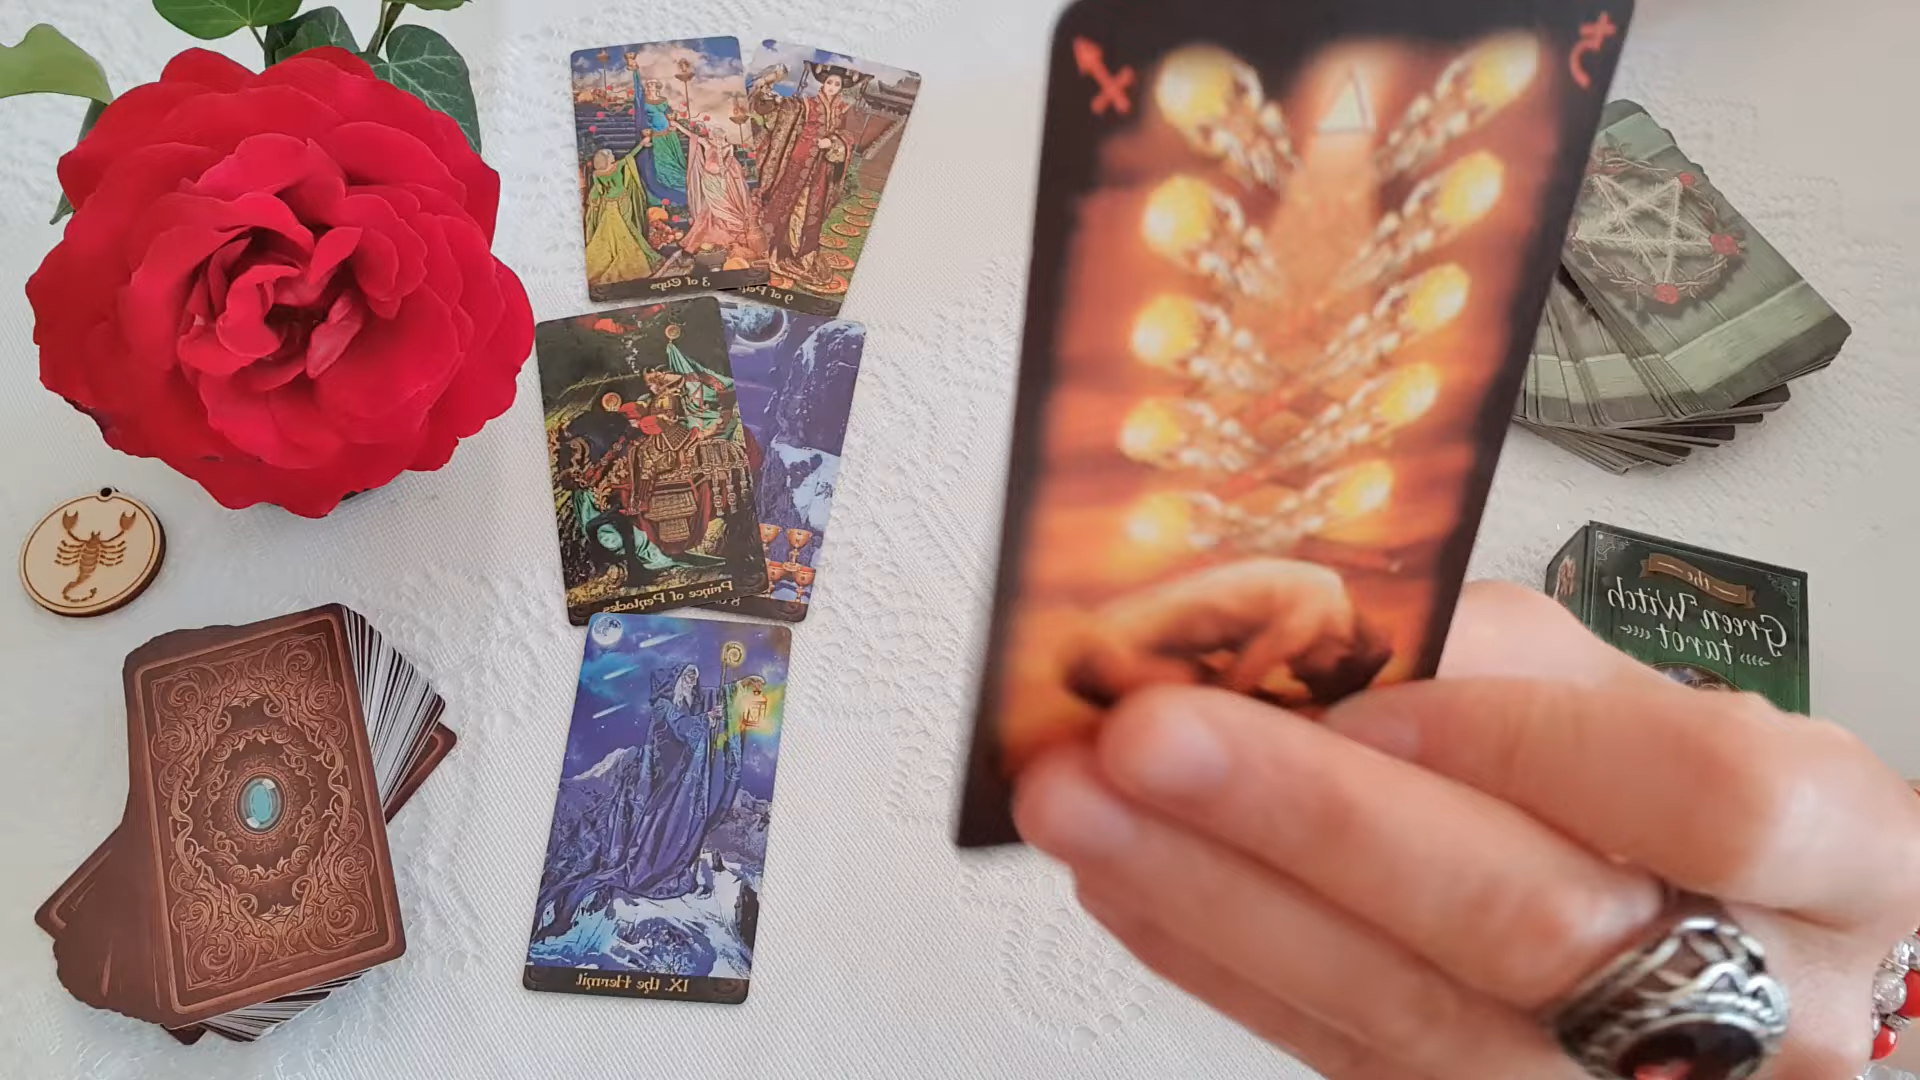 3 of Cups
9 of Pe
Prince of Pentacles
IX. the Hermit
the
Green Witch
tarot